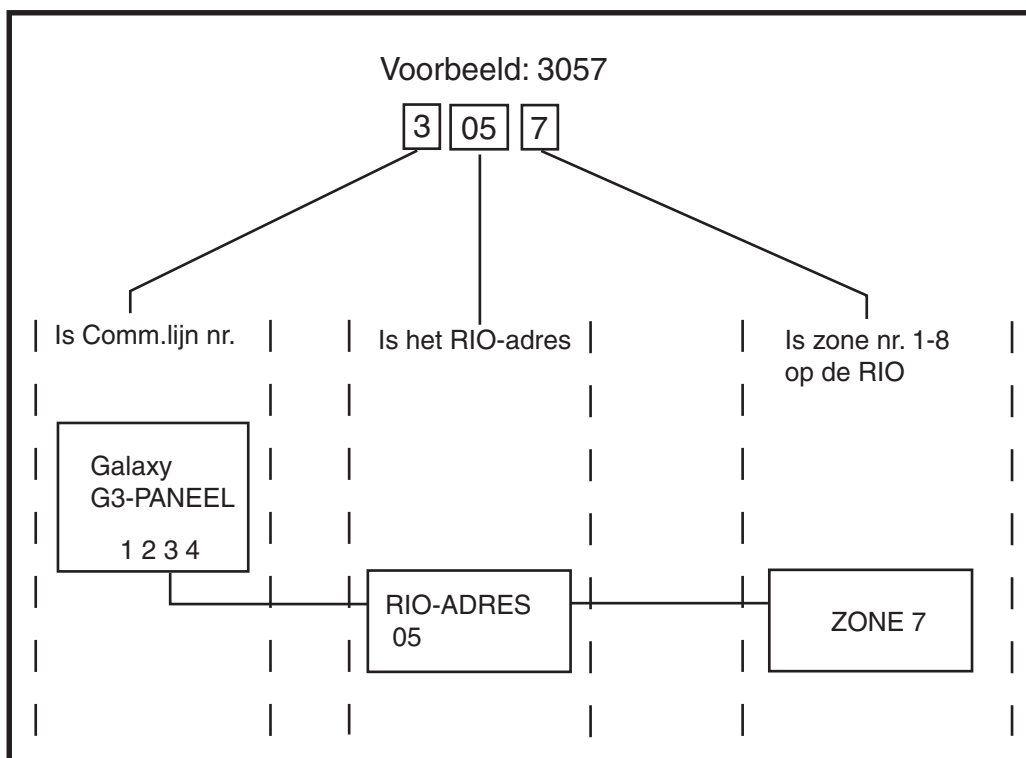 Voorbeeld: 3057
3 05 7
Is Comm.lijn nr.
Is het RIO-adres
Is zone nr. 1-8
op de RIO
Galaxy
G3-PANEEL
1 2 3 4
RIO-ADRES
05
ZONE 7